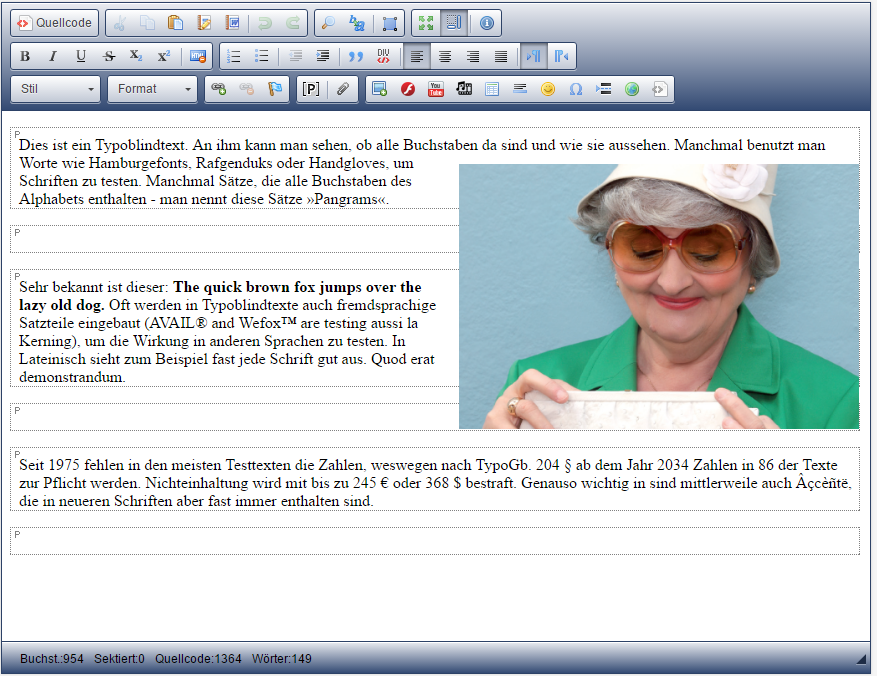 Quellcode
B I U S X₂ X² HTML
DIV
Stil Format [P] You Tube
P
Dies ist ein Typoblindtext. An ihm kann man sehen, ob alle Buchstaben da sind und wie sie aussehen. Manchmal benutzt man
Worte wie Hamburgefonts, Rafgenduks oder Handgloves, um
Schriften zu testen. Manchmal Sätze, die alle Buchstaben des
Alphabets enthalten - man nennt diese Sätze »Pangrams«.
P
P
Sehr bekannt ist dieser: The quick brown fox jumps over the
lazy old dog. Oft werden in Typoblindtexte auch fremdsprachige
Satzteile eingebaut (AVAIL® and Wefox™ are testing aussi la
Kerning), um die Wirkung in anderen Sprachen zu testen. In
Lateinisch sieht zum Beispiel fast jede Schrift gut aus. Quod erat
demonstrandum.
P
P
Seit 1975 fehlen in den meisten Testtexten die Zahlen, weswegen nach TypoGb. 204 § ab dem Jahr 2034 Zahlen in 86 der Texte
zur Pflicht werden. Nichteinhaltung wird mit bis zu 245 € oder 368 $ bestraft. Genauso wichtig in sind mittlerweile auch Âçcèñtë,
die in neueren Schriften aber fast immer enthalten sind.
P
Buchst.:954 Sektiert:0 Quellcode:1364 Wörter:149